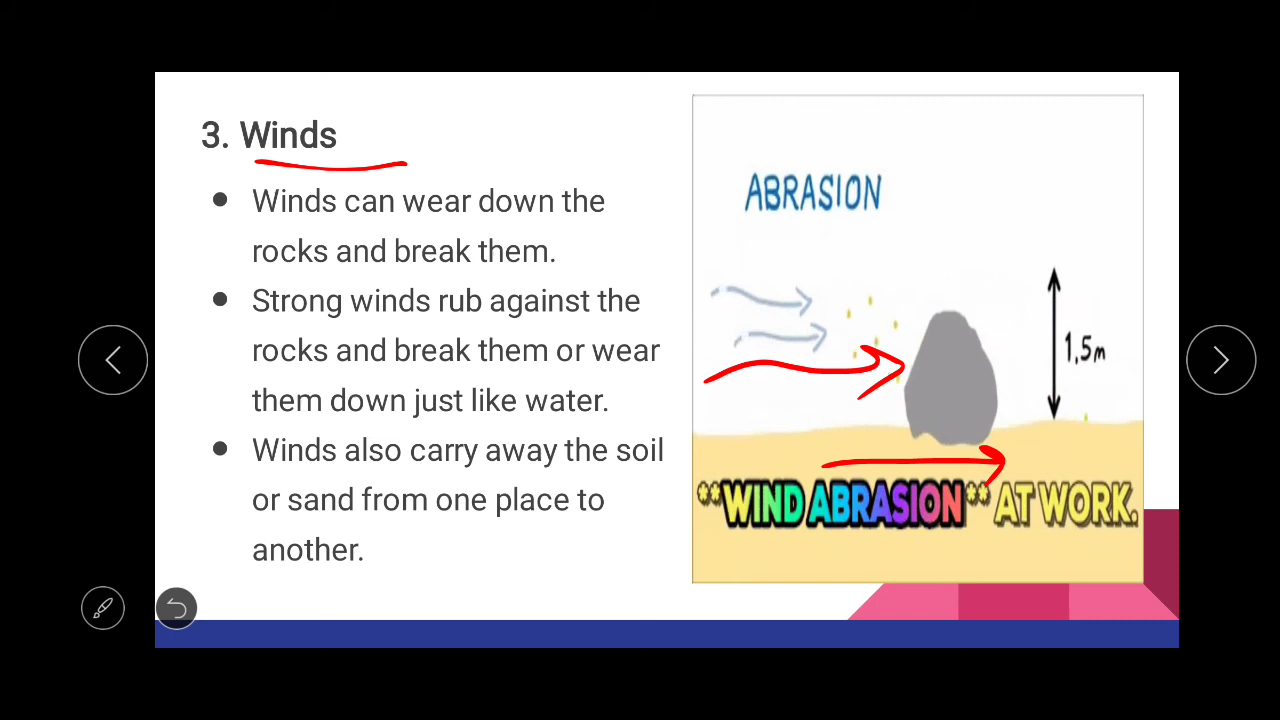 3. Winds
● Winds can wear down the
rocks and break them.
● Strong winds rub against the
rocks and break them or wear
them down just like water.
● Winds also carry away the soil
or sand from one place to
another.
ABRASION
1,5m
**WIND ABRASION** AT WORK.